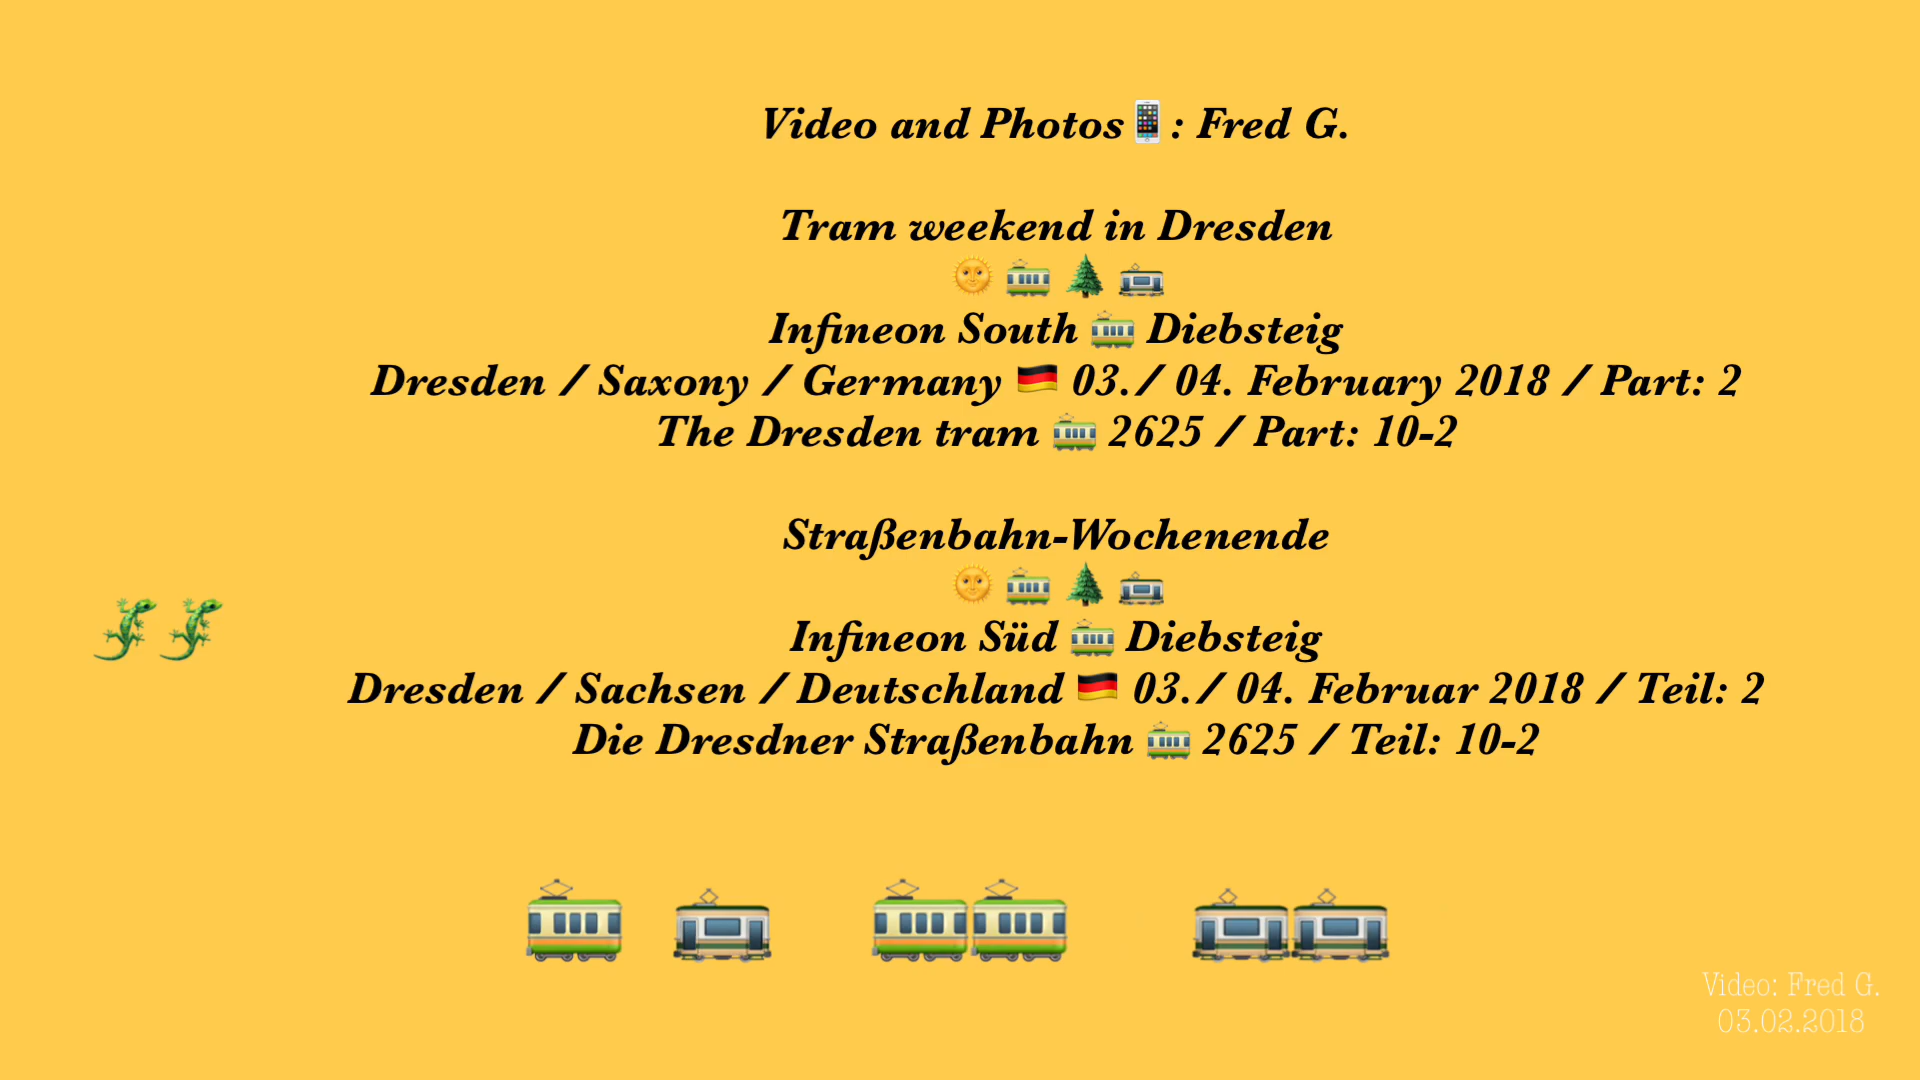 Video and Photos📱: Fred G.
Tram weekend in Dresden
🌞 🚃 🌲 🚋
Infineon South 🚃 Diebsteig
Dresden / Saxony / Germany 🇩🇪 03./ 04. February 2018 / Part: 2
The Dresden tram 🚃 2625 / Part: 10-2
Straßenbahn-Wochenende
🌞 🚃 🌲 🚋
Infineon Süd 🚃 Diebsteig
Dresden / Sachsen / Deutschland 🇩🇪 03./ 04. Februar 2018 / Teil: 2
Die Dresdner Straßenbahn 🚃 2625 / Teil: 10-2
Video: Fred G.
03.02.2018